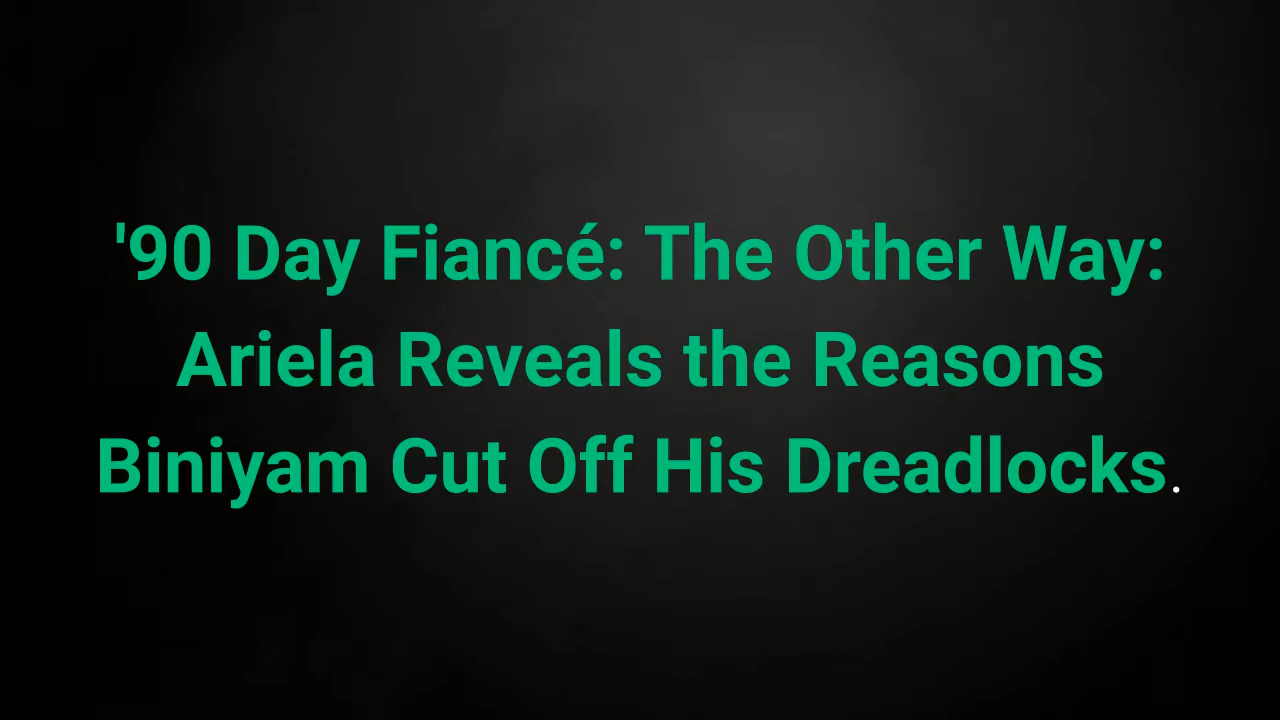 '90 Day Fiancé: The Other Way:
Ariela Reveals the Reasons
Biniyam Cut Off His Dreadlocks.